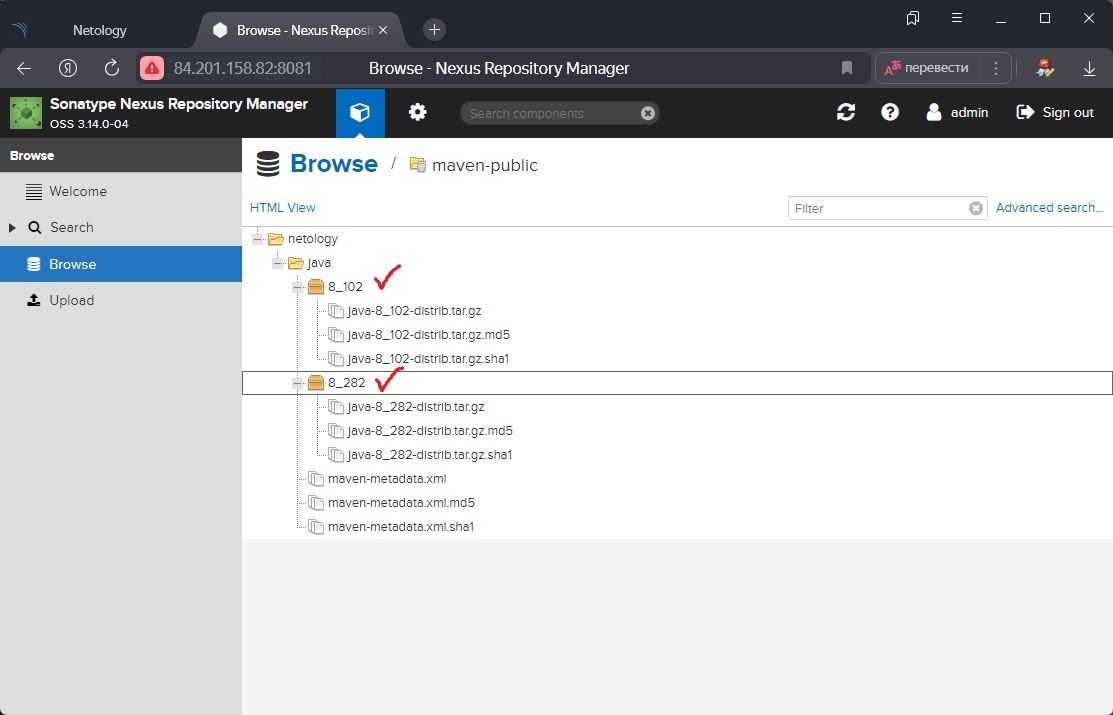 Netology
Browse - Nexus Reposit
84.201.158.82:8081
Browse - Nexus Repository Manager
перевести
Sonatype Nexus Repository Manager
OSS 3.14.0-04
Search components
admin
Sign out
Browse
Welcome
Search
Browse
Upload
Browse / maven-public
HTML View
Filter
Advanced search...
netology
java
8_102
java-8_102-distrib.tar.gz
java-8_102-distrib.tar.gz.md5
java-8_102-distrib.tar.gz.sha1
8_282
java-8_282-distrib.tar.gz
java-8_282-distrib.tar.gz.md5
java-8_282-distrib.tar.gz.sha1
maven-metadata.xml
maven-metadata.xml.md5
maven-metadata.xml.sha1